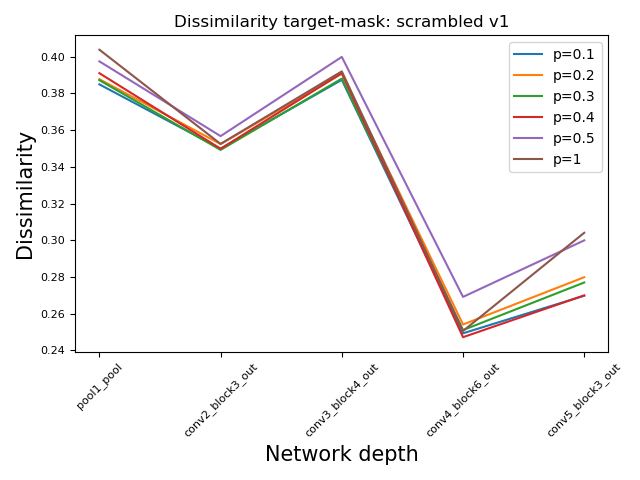 Dissimilarity target-mask: scrambled v1
Dissimilarity
0.40
0.38
0.36
0.34
0.32
0.30
0.28
0.26
0.24
p=0.1
p=0.2
p=0.3
p=0.4
p=0.5
p=1
pool1_pool
conv2_block3_out
conv3_block4_out
conv4_block6_out
conv5_block3_out
Network depth